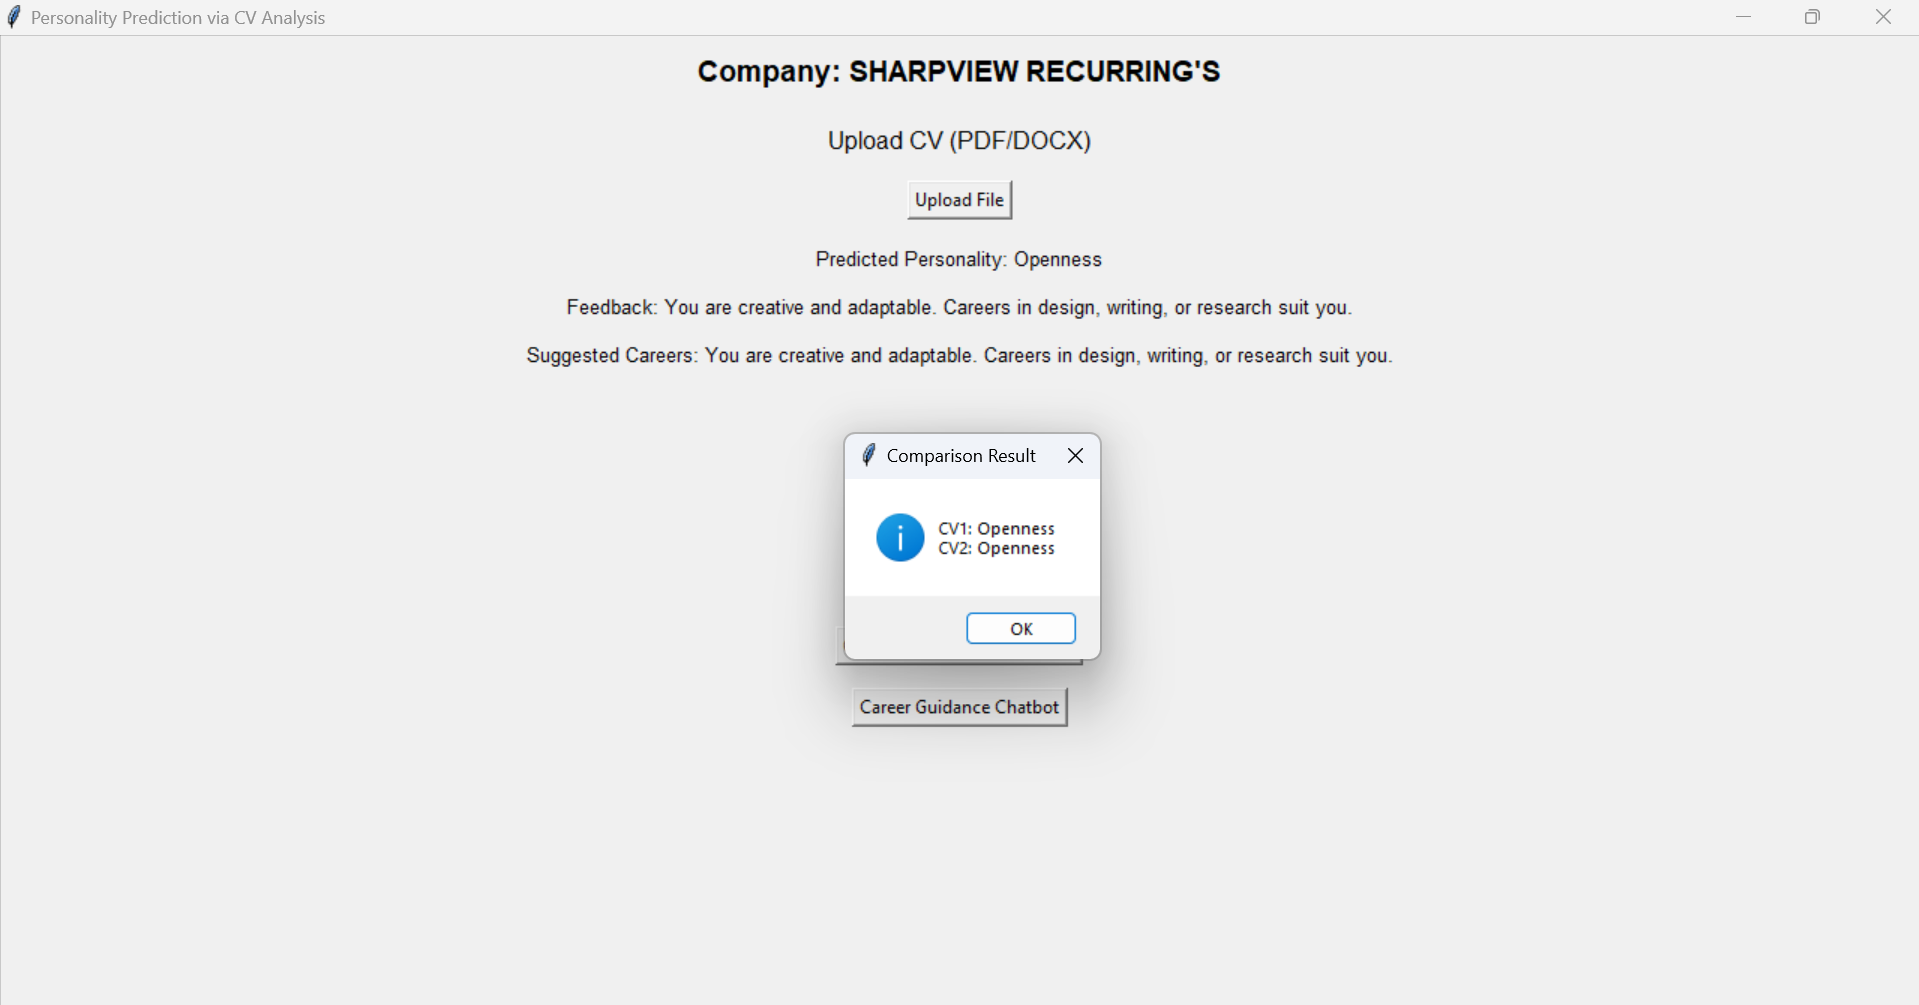 Personality Prediction via CV Analysis
Company: SHARPVIEW RECURRING'S
Upload CV (PDF/DOCX)
Upload File
Predicted Personality: Openness
Feedback: You are creative and adaptable. Careers in design, writing, or research suit you.
Suggested Careers: You are creative and adaptable. Careers in design, writing, or research suit you.
Comparison Result
CV1: Openness
CV2: Openness
OK
Career Guidance Chatbot